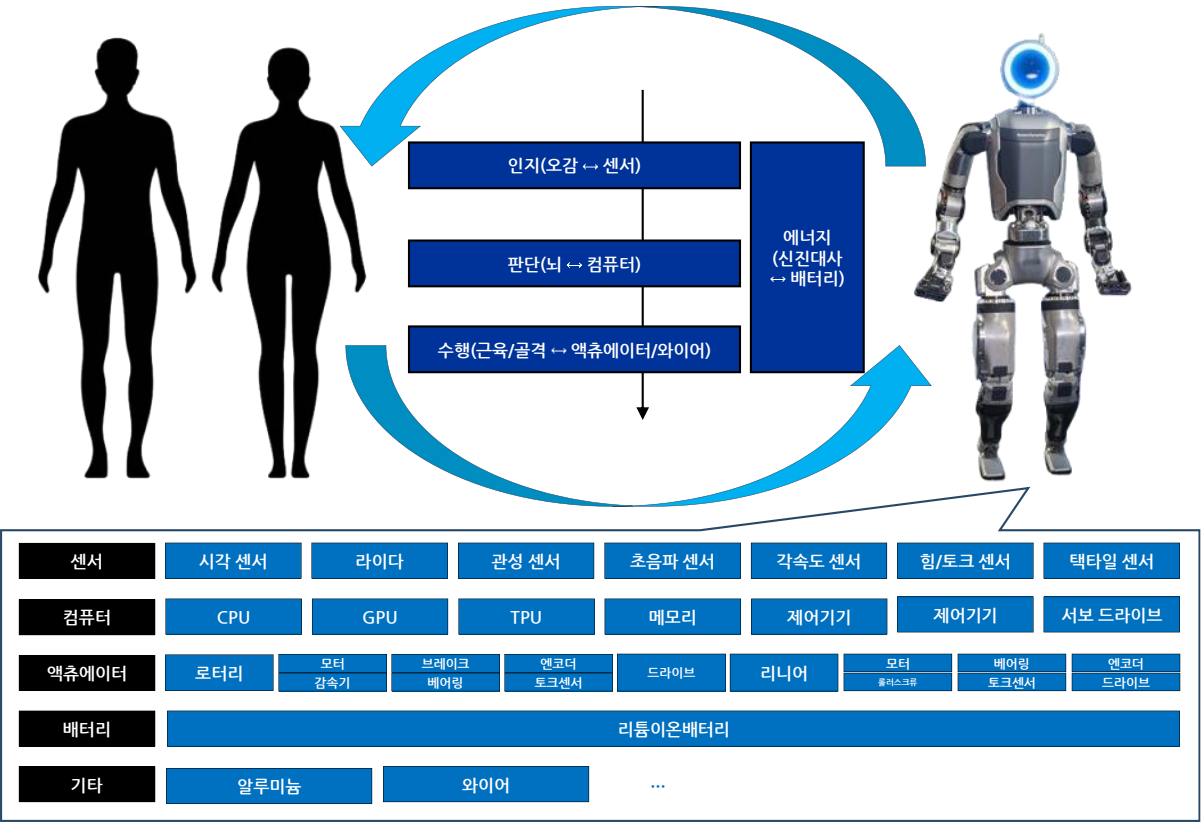 인지(오감 ↔ 센서)
판단(뇌 ↔ 컴퓨터)
수행(근육/골격 ↔ 액츄에이터/와이어)
에너지
(신진대사
↔ 배터리)
센서
시각 센서
라이다
관성 센서
초음파 센서
각속도 센서
힘/토크 센서
택타일 센서
컴퓨터
CPU
GPU
TPU
메모리
제어기기
제어기기
서보 드라이브
액츄에이터
로터리
모터
감속기
브레이크
베어링
엔코더
토크센서
드라이브
리니어
모터
롤러스크류
베어링
토크센서
엔코더
드라이브
배터리
리튬이온배터리
기타
알루미늄
와이어
...